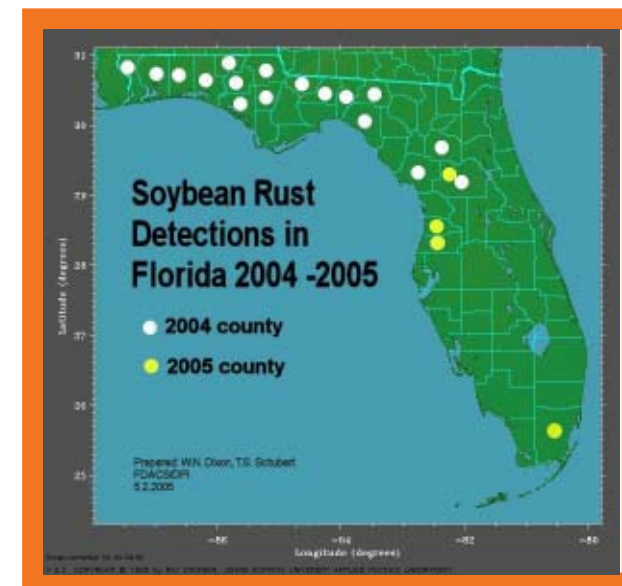 Soybean Rust
Detections in
Florida 2004 -2005
2004 county
2005 county
Prepared: W.N. Dixon, T.S. Schubert
FDACS/DPI
5.2.2005
30
29
28
27
26
25
Latitude (degrees)
-86
-84
-82
-80
Longitude (degrees)